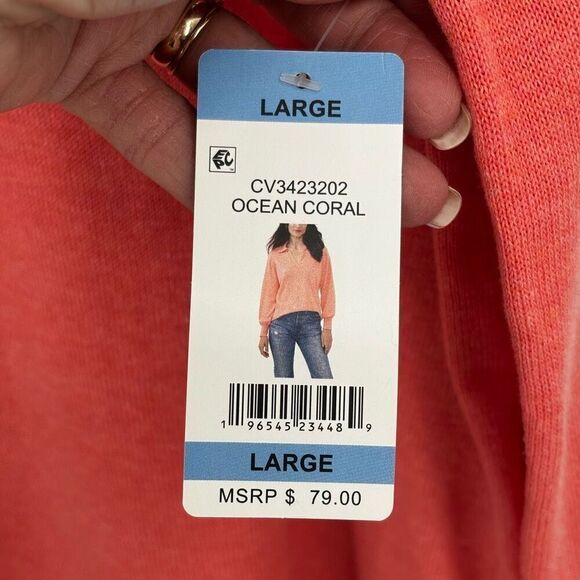 LARGE
CV3423202
OCEAN CORAL
1 96545 23448 9
LARGE
MSRP $ 79.00